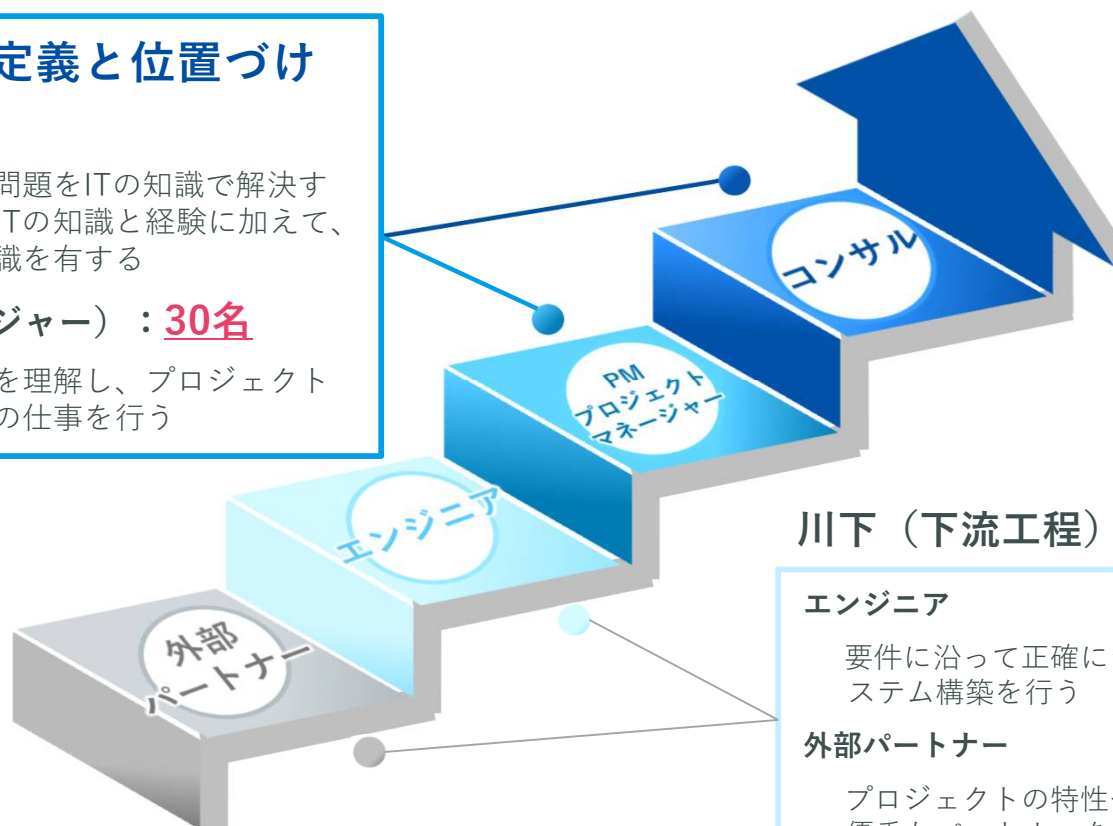 定義と位置づけ
問題をITの知識で解決す
ITの知識と経験に加えて、
識を有する
ジャー）：30名
を理解し、プロジェクト
の仕事を行う
コンサル
PM
プロジェクト
マネージャー
エンジニア
外部
パートナー
川下（下流工程）
エンジニア
要件に沿って正確に
ステム構築を行う
外部パートナー
プロジェクトの特性